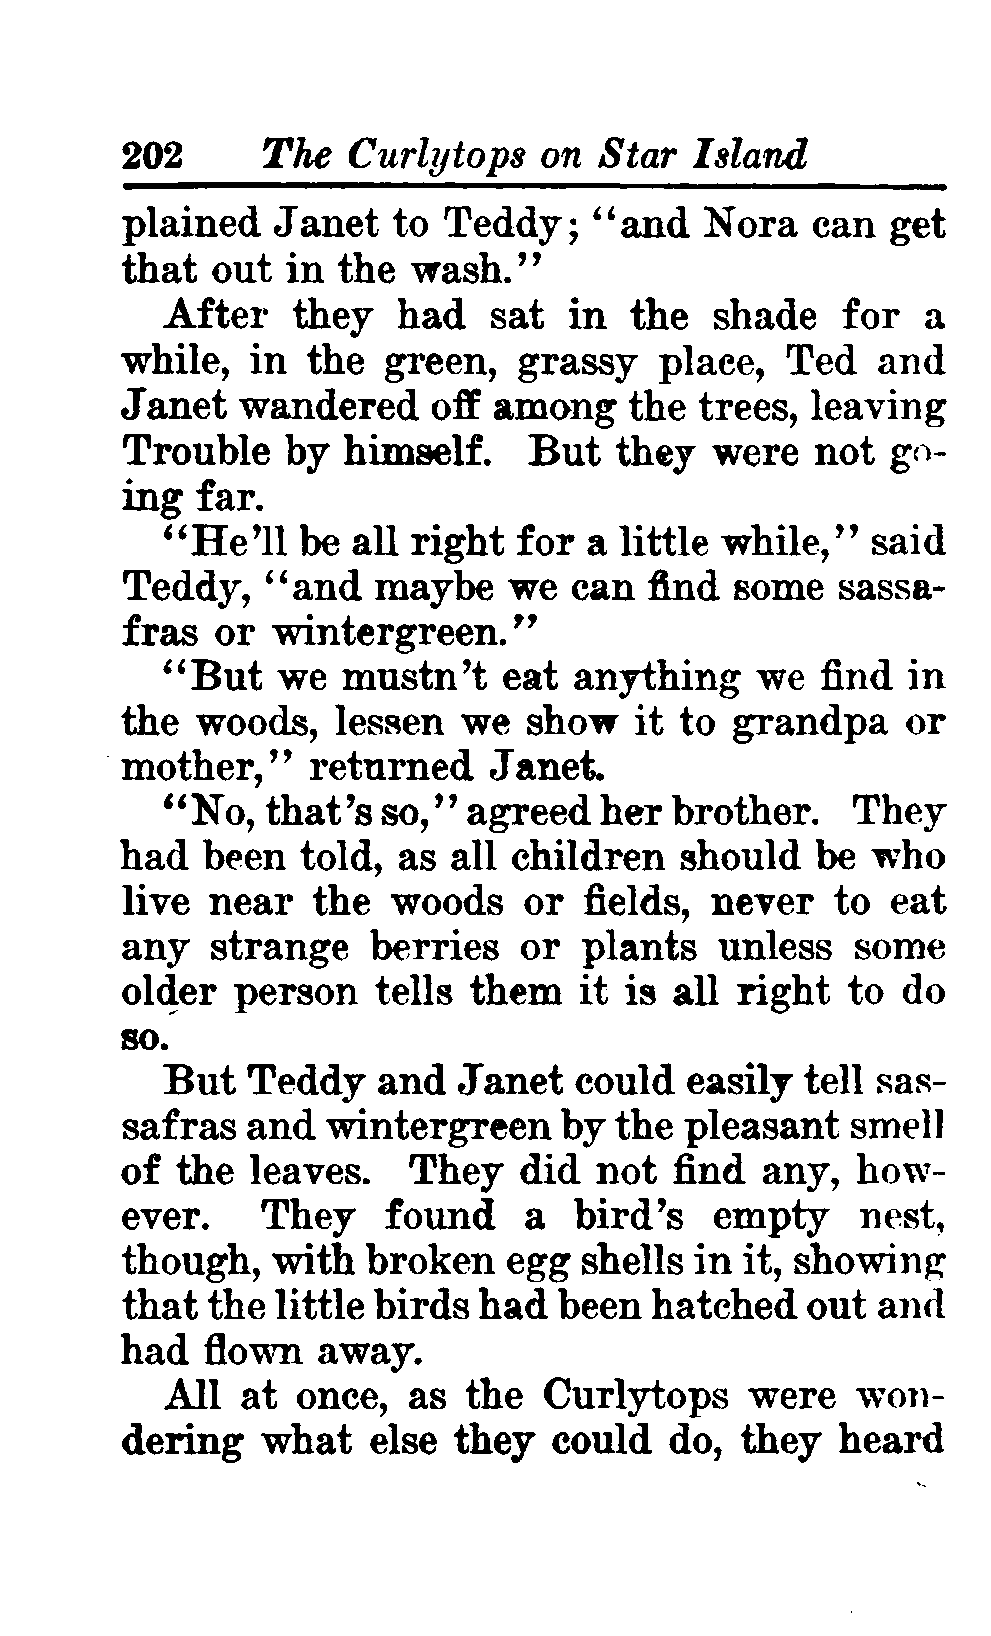 202 The Curlytops on Star Island
plained Janet to Teddy; "and Nora can get
that out in the wash."
After they had sat in the shade for a
while, in the green, grassy place, Ted and
Janet wandered off among the trees, leaving
Trouble by himself. But they were not go-
ing far.
"He'll be all right for a little while," said
Teddy, "and maybe we can find some sassa-
fras or wintergreen."
"But we mustn't eat anything we find in
the woods, lessen we show it to grandpa or
mother," returned Janet.
"No, that's so," agreed her brother. They
had been told, as all children should be who
live near the woods or fields, never to eat
any strange berries or plants unless some
older person tells them it is all right to do
so.
But Teddy and Janet could easily tell sas-
safras and wintergreen by the pleasant smell
of the leaves. They did not find any, how-
ever. They found a bird's empty nest,
though, with broken egg shells in it, showing
that the little birds had been hatched out and
had flown away.
All at once, as the Curlytops were won-
dering what else they could do, they heard